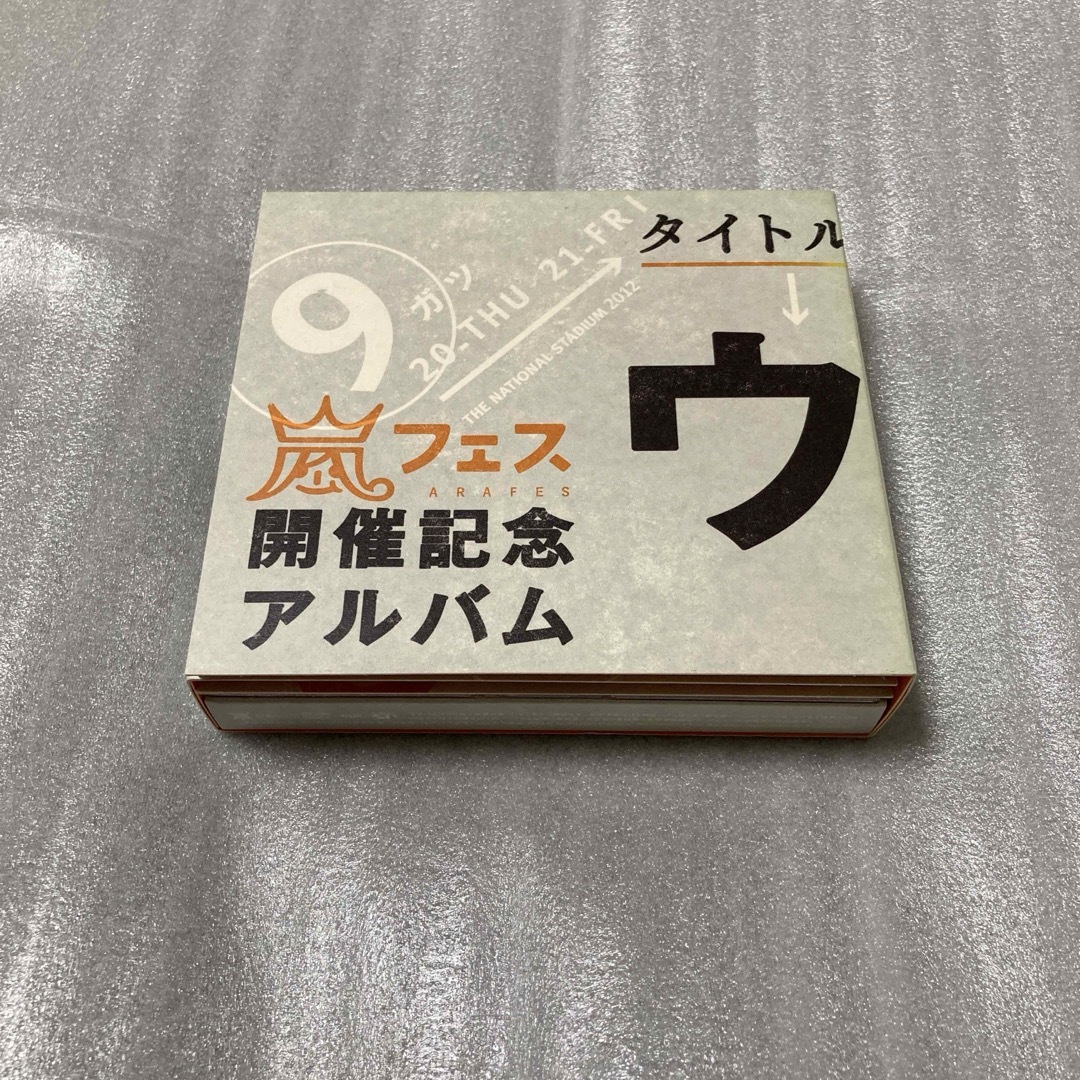 9
ガツ
20-THU 21-FRI
THE NATIONAL STADIUM 2012
タイトル
ウ
嵐フェス
ARAFES
開催記念
アルバム